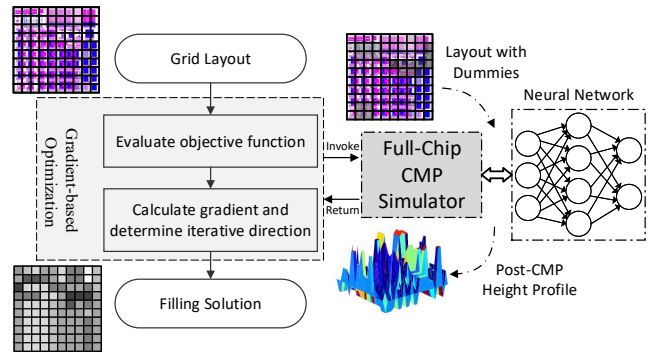 Grid Layout
Gradient-based
Optimization
Evaluate objective function
Calculate gradient and
determine iterative direction
Filling Solution
Invoke
Return
Layout with
Dummies
Full-Chip
CMP
Simulator
Neural Network
Post-CMP
Height Profile